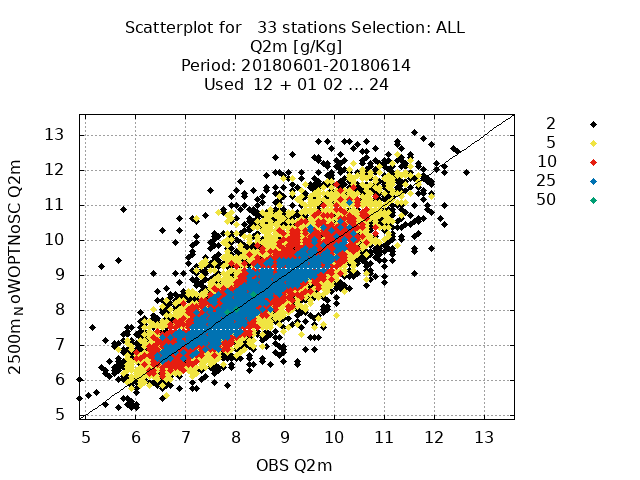 Scatterplot for 33 stations Selection: ALL
Q2m [g/Kg]
Period: 20180601-20180614
Used 12 + 01 02 ... 24
2
5
10
25
50
13
12
11
10
9
8
7
6
5
2500m_NoWOPTNoSC Q2m
5 6 7 8 9 10 11 12 13
OBS Q2m